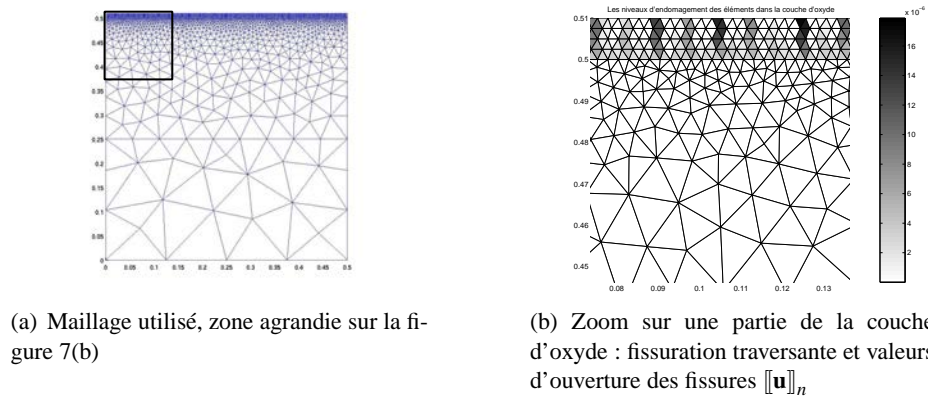 0.5
0.45
0.4
0.35
0.3
0.25
0.2
0.15
0.1
0.05
0
0 0.05 0.1 0.15 0.2 0.25 0.3 0.35 0.4 0.45 0.5
Les niveaux d'endomagement des éléments dans la couche d'oxyde
x 10⁻⁶
0.51
0.5
0.49
0.48
0.47
0.46
0.45
0.08 0.09 0.1 0.11 0.12 0.13
16
14
12
10
8
6
4
2
(a) Maillage utilisé, zone agrandie sur la fi-
gure 7(b)
(b) Zoom sur une partie de la couche
d'oxyde : fissuration traversante et valeurs
d'ouverture des fissures ⟦u⟧ₙ